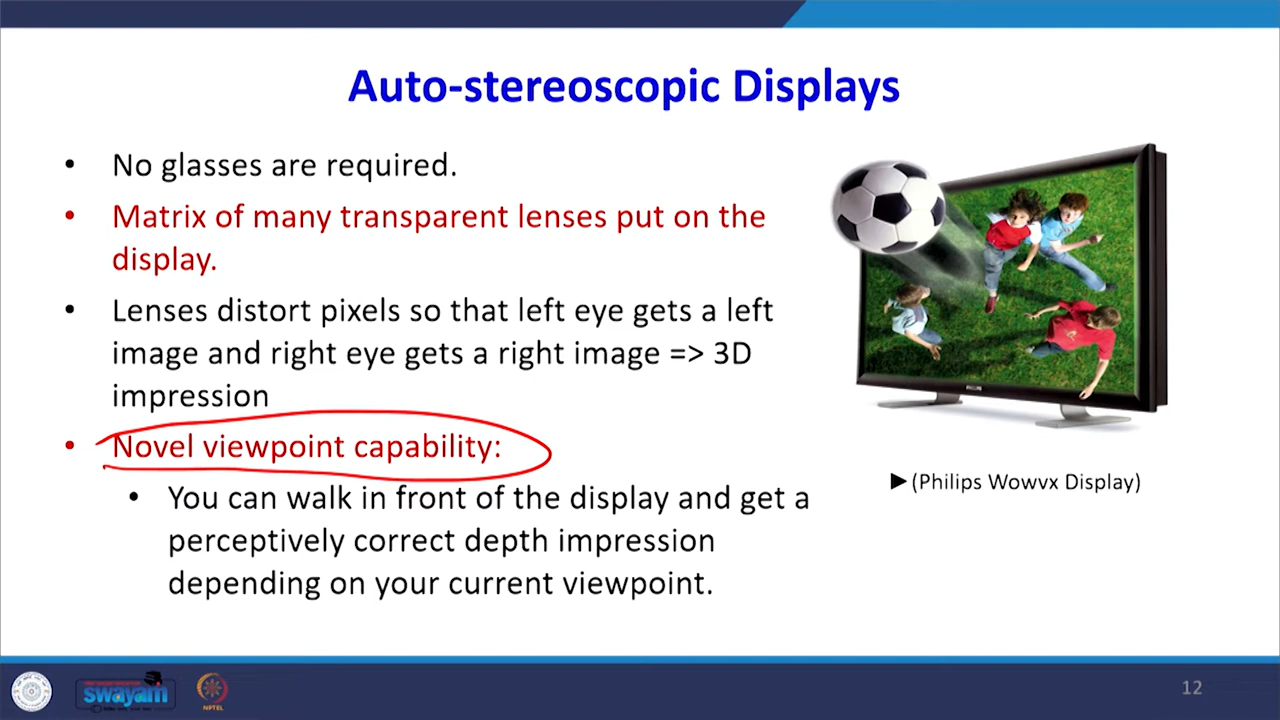 Auto-stereoscopic Displays
• No glasses are required.
• Matrix of many transparent lenses put on the
display.
• Lenses distort pixels so that left eye gets a left
image and right eye gets a right image => 3D
impression
• Novel viewpoint capability:
• You can walk in front of the display and get a
perceptively correct depth impression
depending on your current viewpoint.
PHILIPS
►(Philips Wowvx Display)
swayam
NPTEL
12